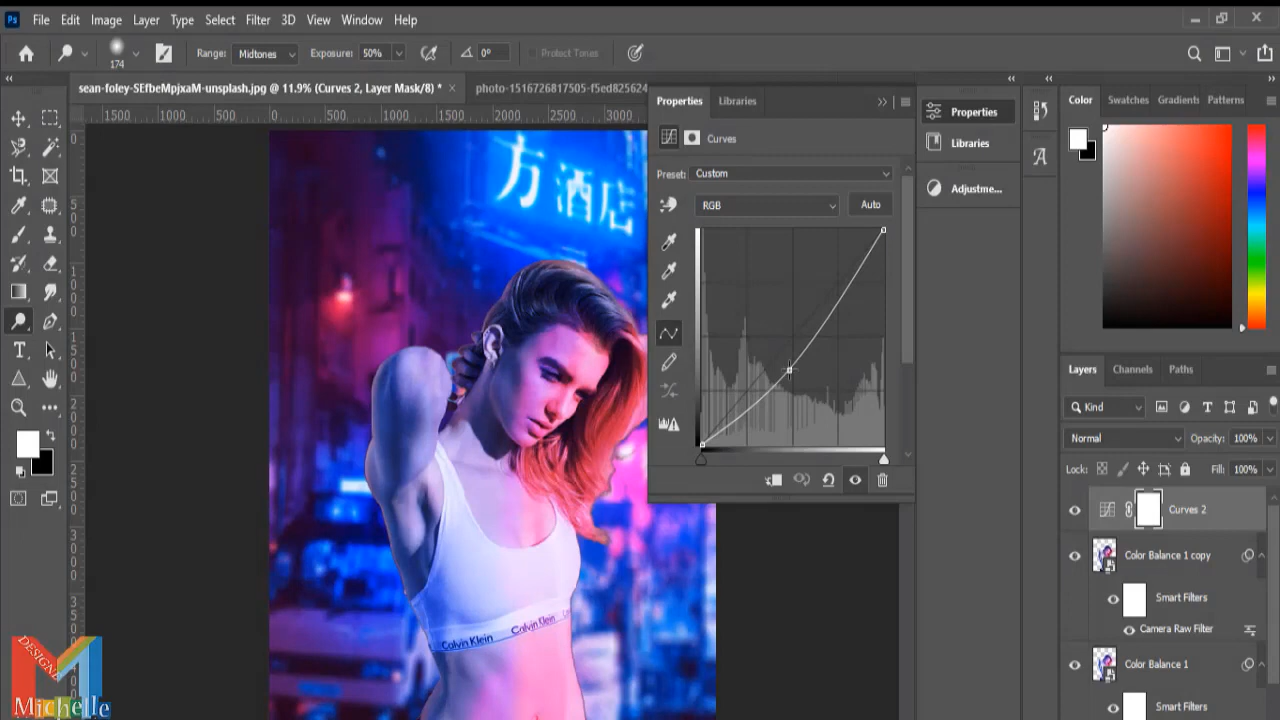 Ps File Edit Image Layer Type Select Filter 3D View Window Help
174 Range: Midtones Exposure: 50% 0° Protect Tones
sean-foley-SEfbeMpjxaM-unsplash.jpg @ 11.9% (Curves 2, Layer Mask/8) * × photo-1516726817505-f5ed825624
1500 1000 500 0 500 1000 1500 2000 2500 3000
Properties Libraries
Curves
Preset: Custom
RGB Auto
Properties
Libraries
Adjustme...
A
Color Swatches Gradients Patterns
Layers Channels Paths
Kind
Normal Opacity: 100%
Lock: Fill: 100%
Curves 2
Color Balance 1 copy
Smart Filters
Camera Raw Filter
Color Balance 1
Smart Filters
方酒店
Calvin Klein Calvin Klein
DESIGNE
M
Michelle